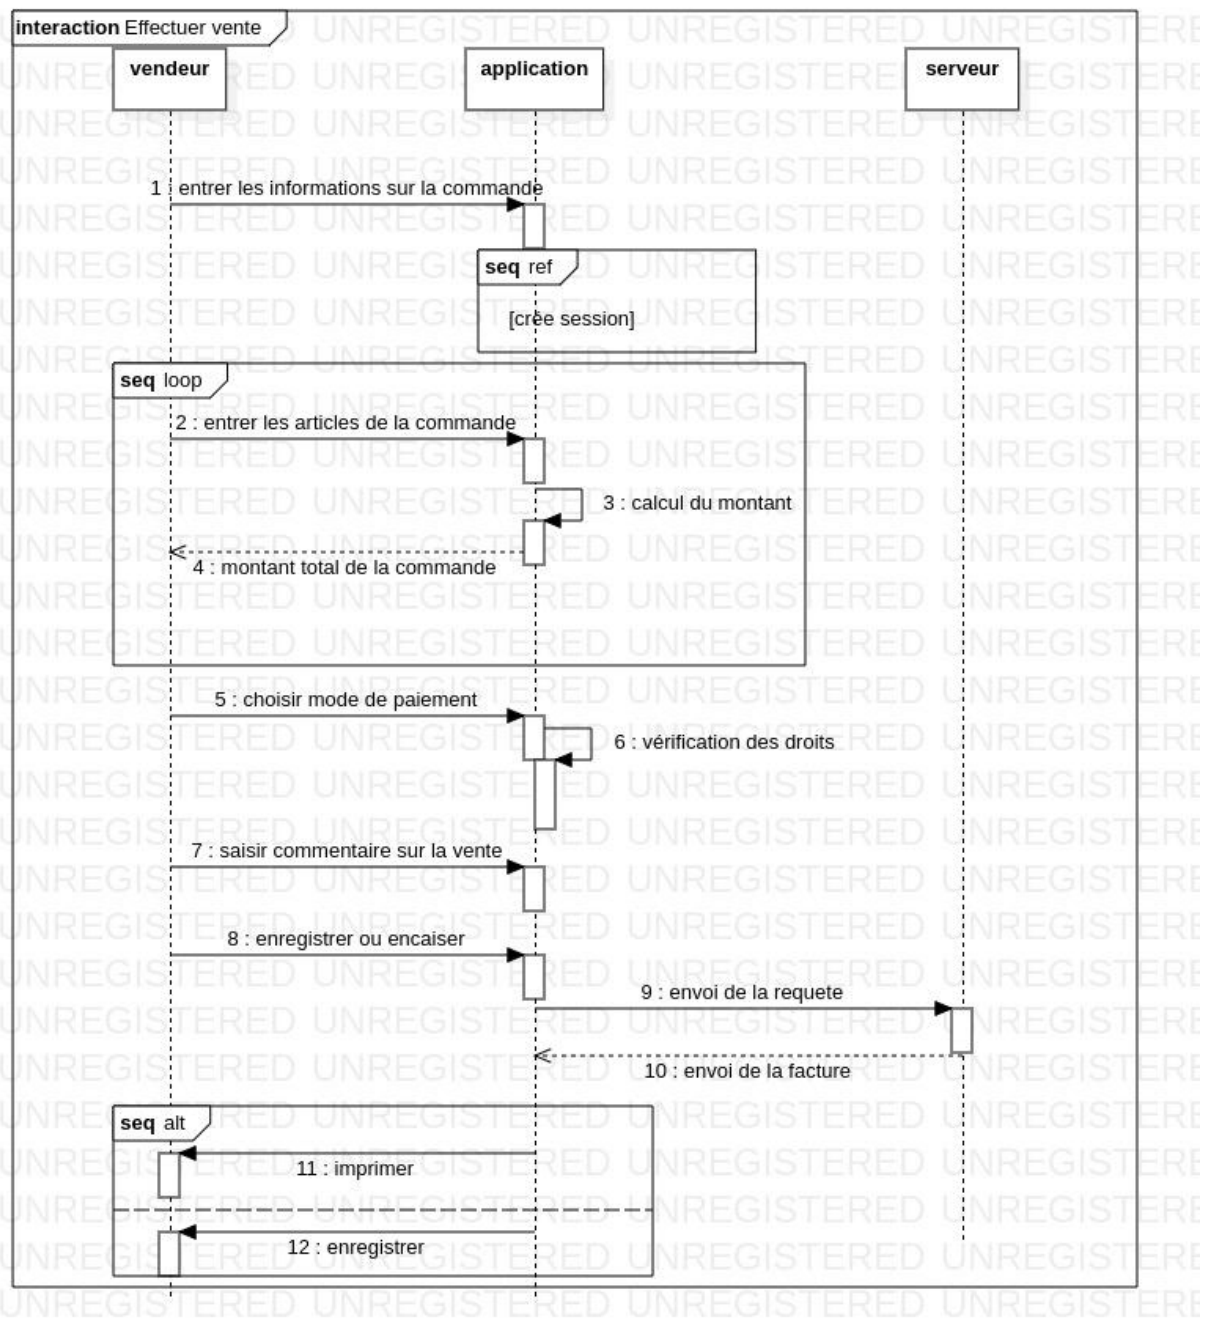 interaction Effectuer vente
vendeur
application
serveur
1 : entrer les informations sur la commande
seq ref
[crèe session]
seq loop
2 : entrer les articles de la commande
3 : calcul du montant
4 : montant total de la commande
5 : choisir mode de paiement
6 : vérification des droits
7 : saisir commentaire sur la vente
8 : enregistrer ou encaiser
9 : envoi de la requete
10 : envoi de la facture
seq alt
11 : imprimer
12 : enregistrer
UNREGISTERED